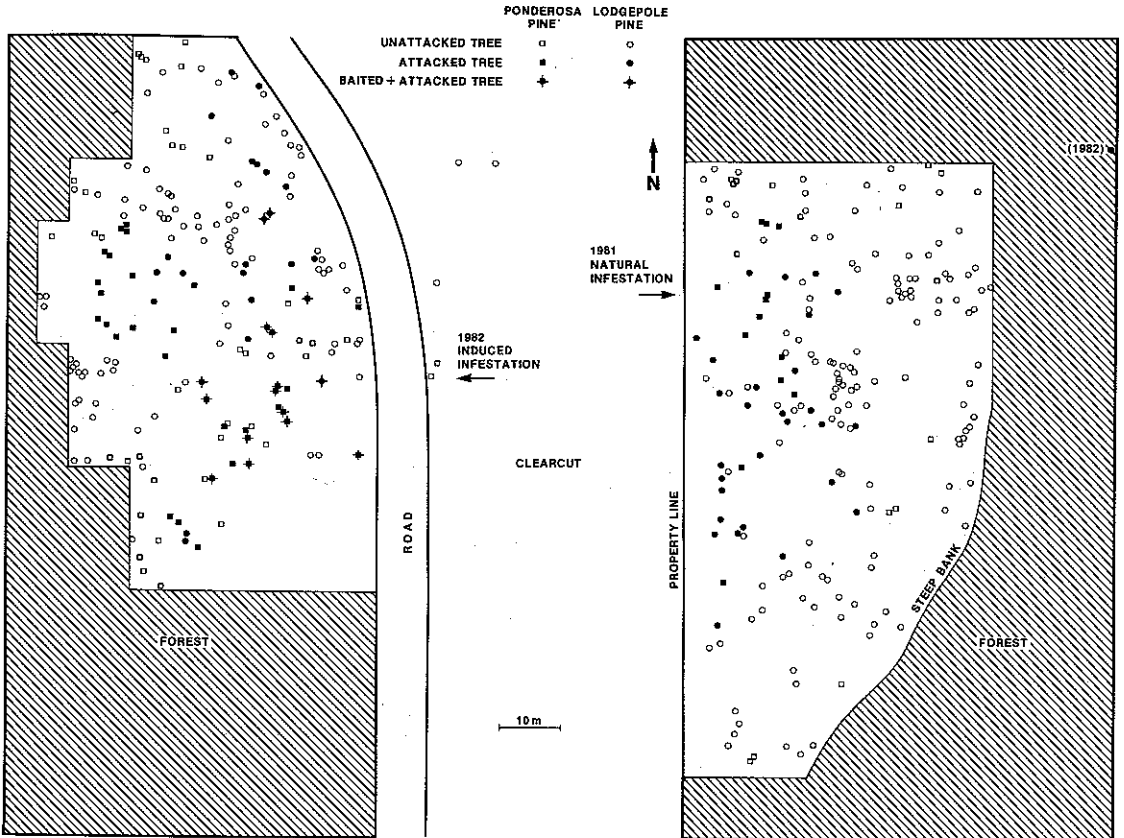 PONDEROSA LODGEPOLE
PINE' PINE
UNATTACKED TREE
ATTACKED TREE
BAITED + ATTACKED TREE
N
(1982)
1981
NATURAL
INFESTATION
1982
INDUCED
INFESTATION
CLEARCUT
ROAD
PROPERTY LINE
STEEP BANK
FOREST
FOREST
10 m